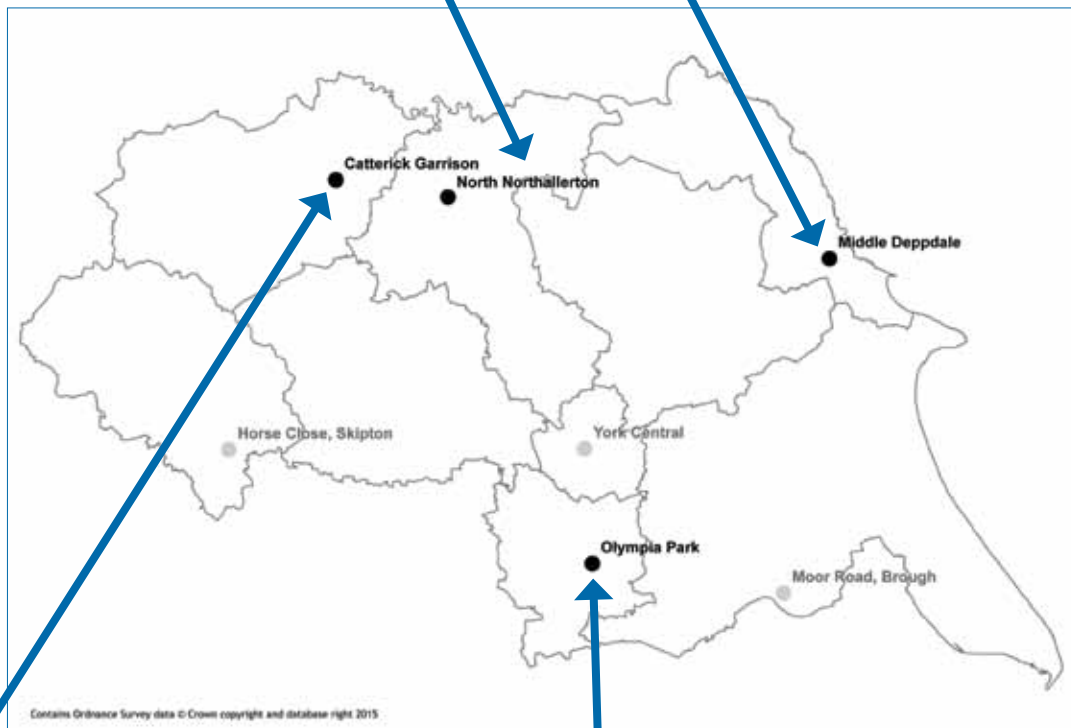 Catterick Garrison
North Northallerton
Middle Deppdale
Horse Close, Skipton
York Central
Olympia Park
Moor Road, Brough
Contains Ordnance Survey data © Crown copyright and database right 2015